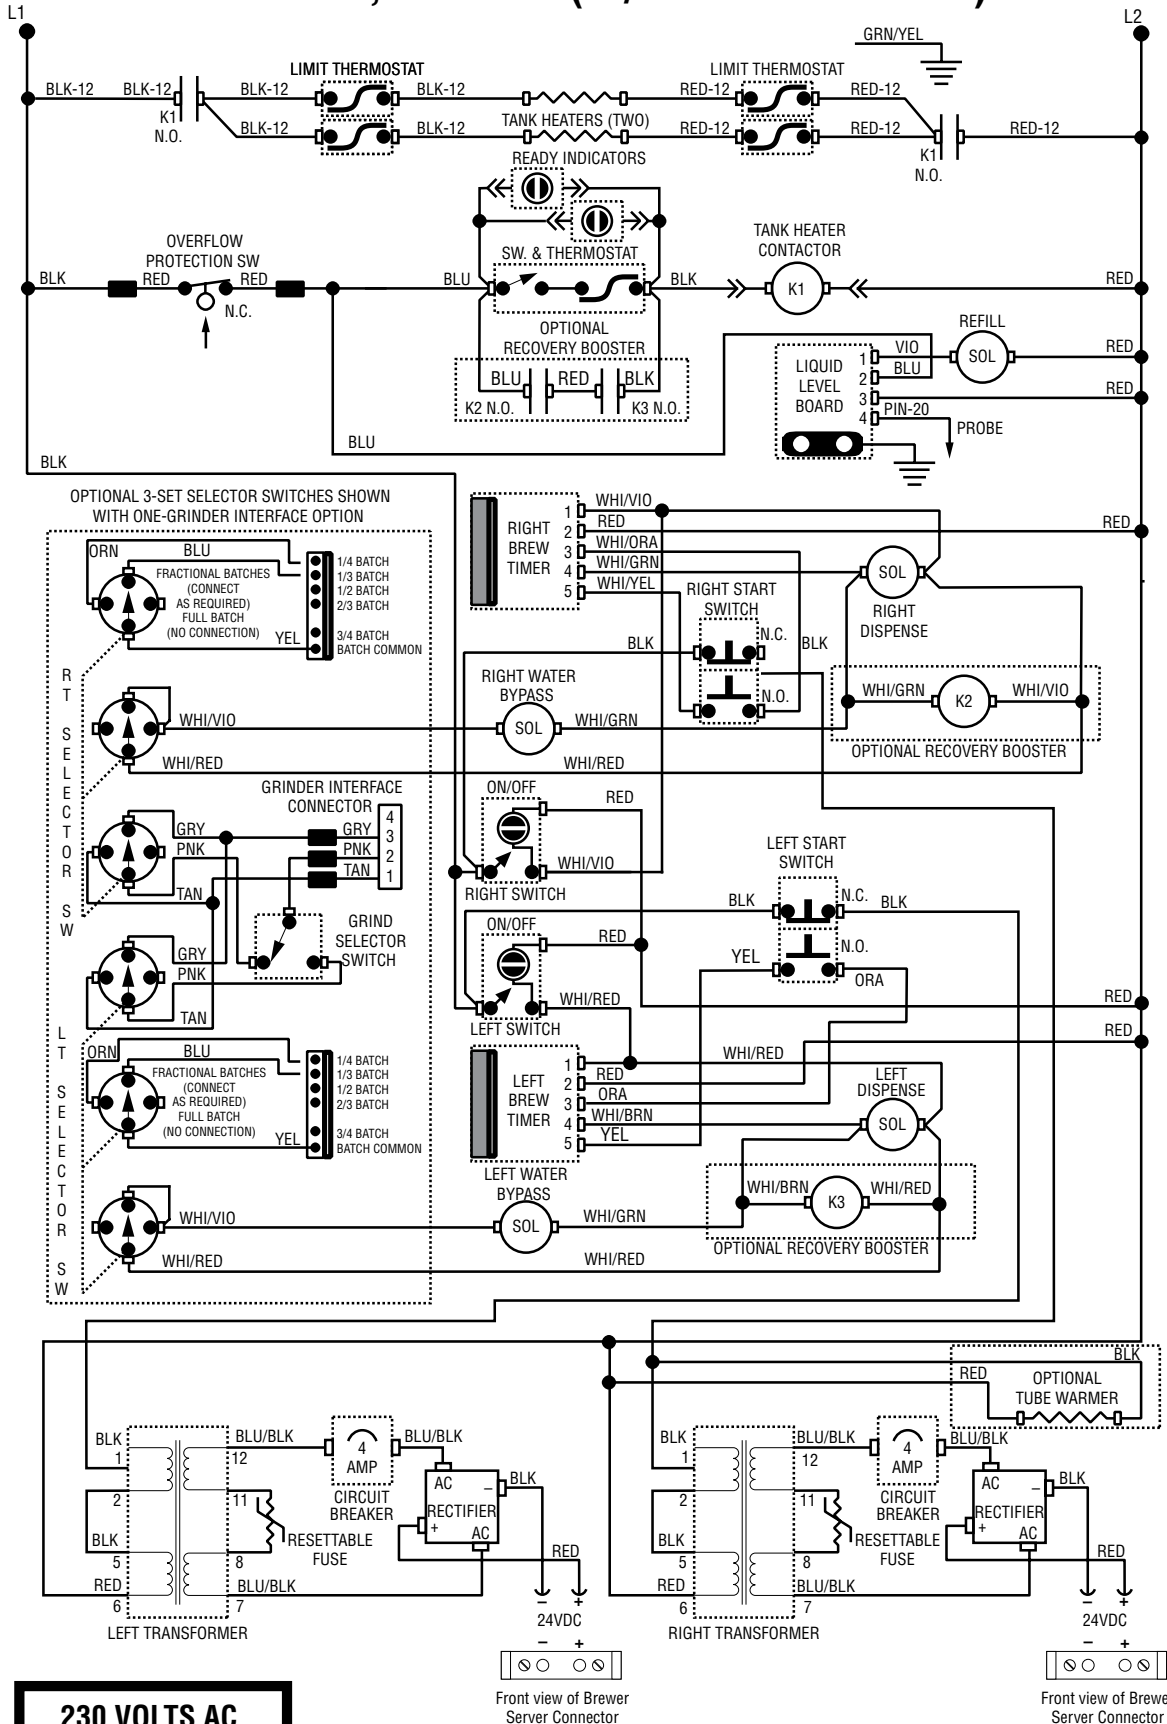 L1
L2
GRN/YEL
LIMIT THERMOSTAT
LIMIT THERMOSTAT
BLK-12
BLK-12
BLK-12
BLK-12
RED-12
RED-12
K1
N.O.
TANK HEATERS (TWO)
BLK-12
BLK-12
RED-12
RED-12
RED-12
K1
N.O.
READY INDICATORS
OVERFLOW
PROTECTION SW
SW. & THERMOSTAT
TANK HEATER
CONTACTOR
BLK
RED
RED
N.C.
BLU
BLK
K1
RED
OPTIONAL
RECOVERY BOOSTER
BLU
RED
BLK
K2 N.O.
K3 N.O.
REFILL
LIQUID
LEVEL
BOARD
1
2
3
4
VIO
BLU
SOL
RED
RED
PIN-20
PROBE
BLU
BLK
OPTIONAL 3-SET SELECTOR SWITCHES SHOWN
WITH ONE-GRINDER INTERFACE OPTION
ORN
BLU
FRACTIONAL BATCHES
(CONNECT
AS REQUIRED)
FULL BATCH
(NO CONNECTION)
YEL
1/4 BATCH
1/3 BATCH
1/2 BATCH
2/3 BATCH
3/4 BATCH
BATCH COMMON
RIGHT
BREW
TIMER
1
2
3
4
5
WHI/VIO
RED
WHI/ORA
WHI/GRN
WHI/YEL
RED
RIGHT START
SWITCH
SOL
RIGHT
DISPENSE
BLK
N.C.
BLK
N.O.
RT SELECTOR SW
RIGHT WATER
BYPASS
WHI/VIO
SOL
WHI/GRN
WHI/GRN
K2
WHI/VIO
OPTIONAL RECOVERY BOOSTER
WHI/RED
WHI/RED
GRINDER INTERFACE
CONNECTOR
4
3
2
1
GRY
PNK
TAN
GRY
PNK
TAN
ON/OFF
RED
WHI/VIO
RIGHT SWITCH
LEFT START
SWITCH
BLK
N.C.
BLK
N.O.
YEL
ORA
GRIND
SELECTOR
SWITCH
GRY
PNK
TAN
ON/OFF
RED
WHI/RED
LEFT SWITCH
RED
RED
LT SELECTOR SW
ORN
BLU
FRACTIONAL BATCHES
(CONNECT
AS REQUIRED)
FULL BATCH
(NO CONNECTION)
YEL
1/4 BATCH
1/3 BATCH
1/2 BATCH
2/3 BATCH
3/4 BATCH
BATCH COMMON
LEFT
BREW
TIMER
1
2
3
4
5
RED
ORA
WHI/BRN
YEL
WHI/RED
LEFT
DISPENSE
SOL
LEFT WATER
BYPASS
WHI/VIO
SOL
WHI/GRN
WHI/BRN
K3
WHI/RED
OPTIONAL RECOVERY BOOSTER
WHI/RED
WHI/RED
BLK
RED
OPTIONAL
TUBE WARMER
BLK
1
2
BLK
5
RED
6
BLU/BLK
12
11
8
BLU/BLK
7
4
AMP
CIRCUIT
BREAKER
BLU/BLK
RESETTABLE
FUSE
AC
–
RECTIFIER
+
AC
BLK
RED
– +
24VDC
– +
LEFT TRANSFORMER
Front view of Brewer
Server Connector
BLK
1
2
BLK
5
RED
6
BLU/BLK
12
11
8
BLU/BLK
7
4
AMP
CIRCUIT
BREAKER
BLU/BLK
RESETTABLE
FUSE
AC
–
RECTIFIER
+
AC
BLK
RED
– +
24VDC
– +
RIGHT TRANSFORMER
Front view of Brewe
Server Connector
230 VOLTS AC